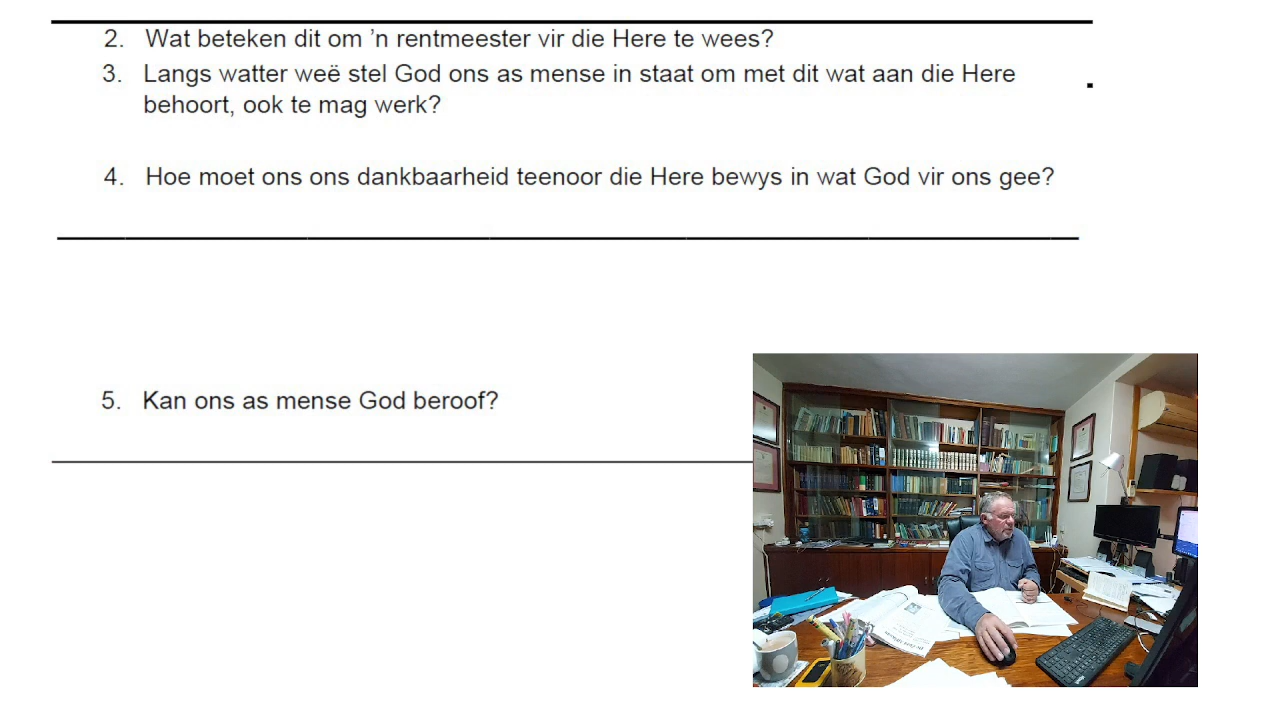 2. Wat beteken dit om ’n rentmeester vir die Here te wees?
3. Langs watter weë stel God ons as mense in staat om met dit wat aan die Here
behoort, ook te mag werk?
4. Hoe moet ons ons dankbaarheid teenoor die Here bewys in wat God vir ons gee?
5. Kan ons as mense God beroof?